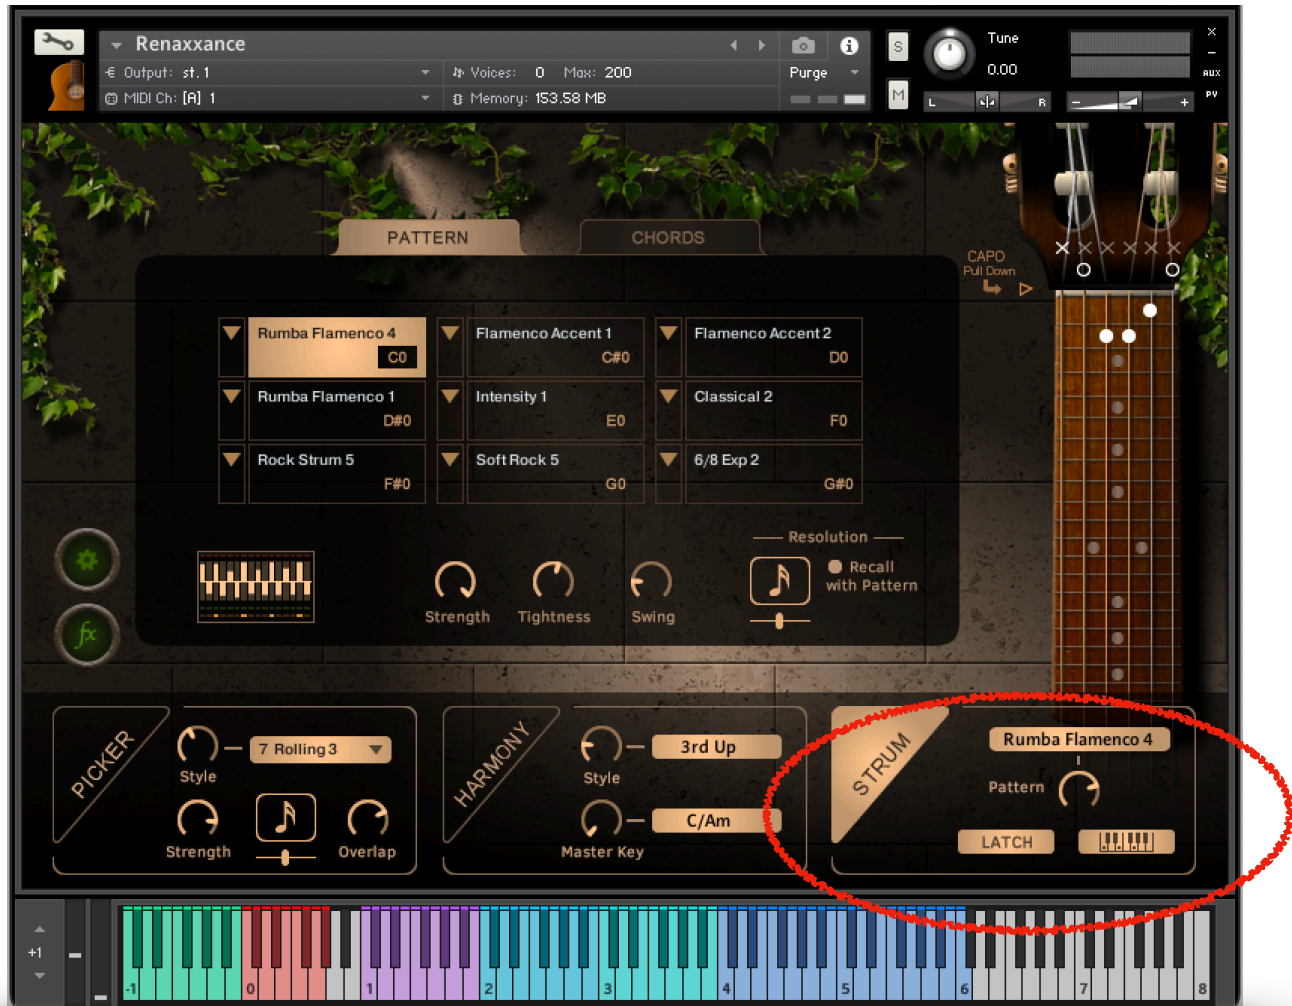 Renaxxance
Output: st.1
Voices: 0 Max: 200
Purge
MIDI Ch: [A] 1
Memory: 153.58 MB
S
M
Tune
0.00
L
R
AUX
PV
PATTERN
CHORDS
CAPO
Pull Down
Rumba Flamenco 4
C0
Flamenco Accent 1
C#0
Flamenco Accent 2
D0
Rumba Flamenco 1
D#0
Intensity 1
E0
Classical 2
F0
Rock Strum 5
F#0
Soft Rock 5
G0
6/8 Exp 2
G#0
Resolution
Recall
with Pattern
Strength
Tightness
Swing
fx
PICKER
Style
7 Rolling 3
Strength
Overlap
HARMONY
Style
3rd Up
C/Am
Master Key
STRUM
Rumba Flamenco 4
Pattern
LATCH
+1
-1 0 1 2 3 4 5 6 7 8